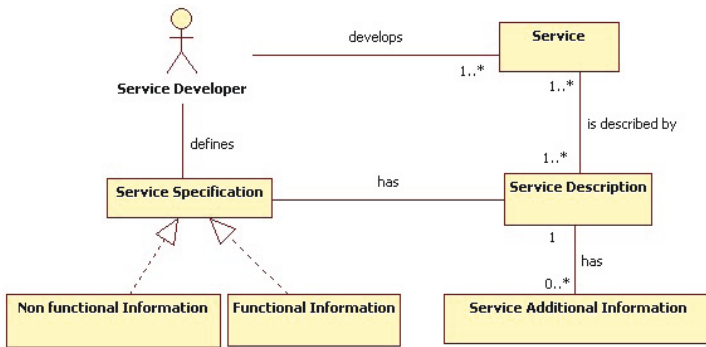 develops
Service
1..*
1..*
Service Developer
is described by
defines
1..*
has
Service Specification
Service Description
1
has
0..*
Non functional Information
Functional Information
Service Additional Information